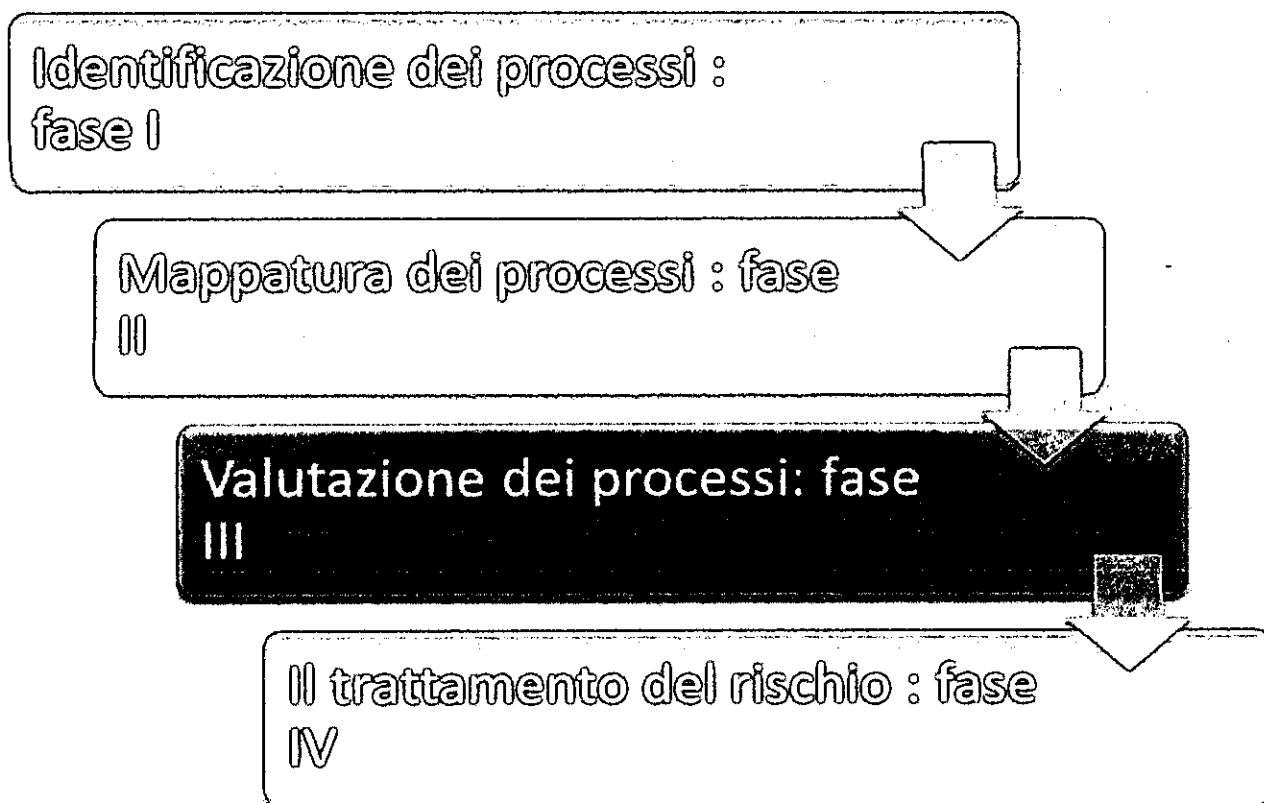 Identificazione dei processi :
fase I
Mappatura dei processi : fase
II
Valutazione dei processi: fase
III
Il trattamento del rischio : fase
IV